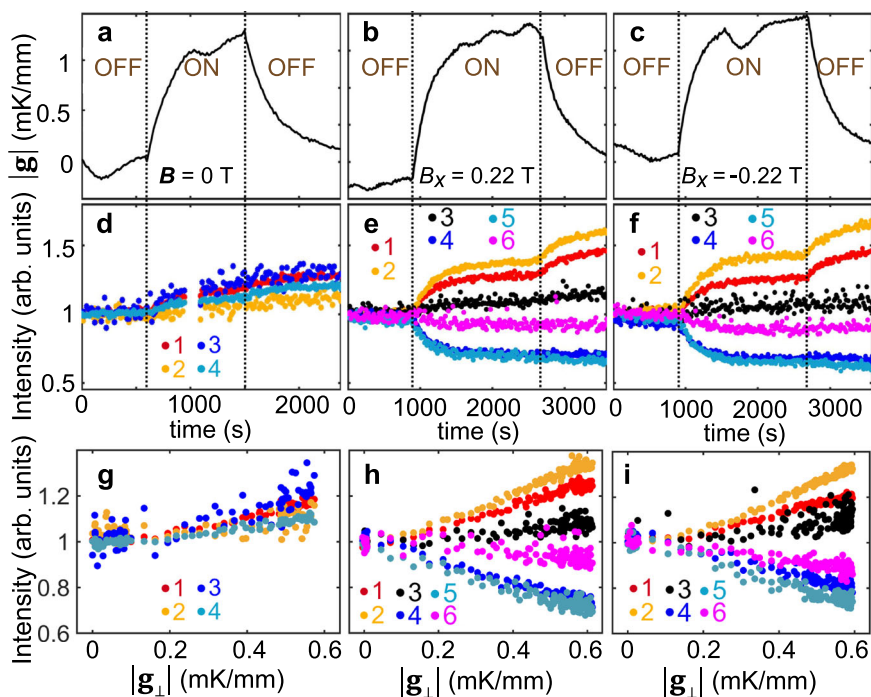 a b c
OFF ON OFF OFF ON OFF OFF ON OFF
|g| (mK/mm)
1
0.5
0
B = 0 T
Bx = 0.22 T
Bx = -0.22 T
d e f
Intensity (arb. units)
1.5
1
0.5
1 3
2 4
3 5
1 4 6
2
3 5
1 4 6
2
0 1000 2000 0 1000 2000 3000 0 1000 2000 3000
time (s) time (s) time (s)
g h i
Intensity (arb. units)
1.2
1
0.8
0.6
1 3
2 4
1 3 5
2 4 6
1 3 5
2 4 6
0 0.2 0.4 0.6 0 0.2 0.4 0.6 0 0.2 0.4 0.6
|g⊥| (mK/mm) |g⊥| (mK/mm) |g⊥| (mK/mm)